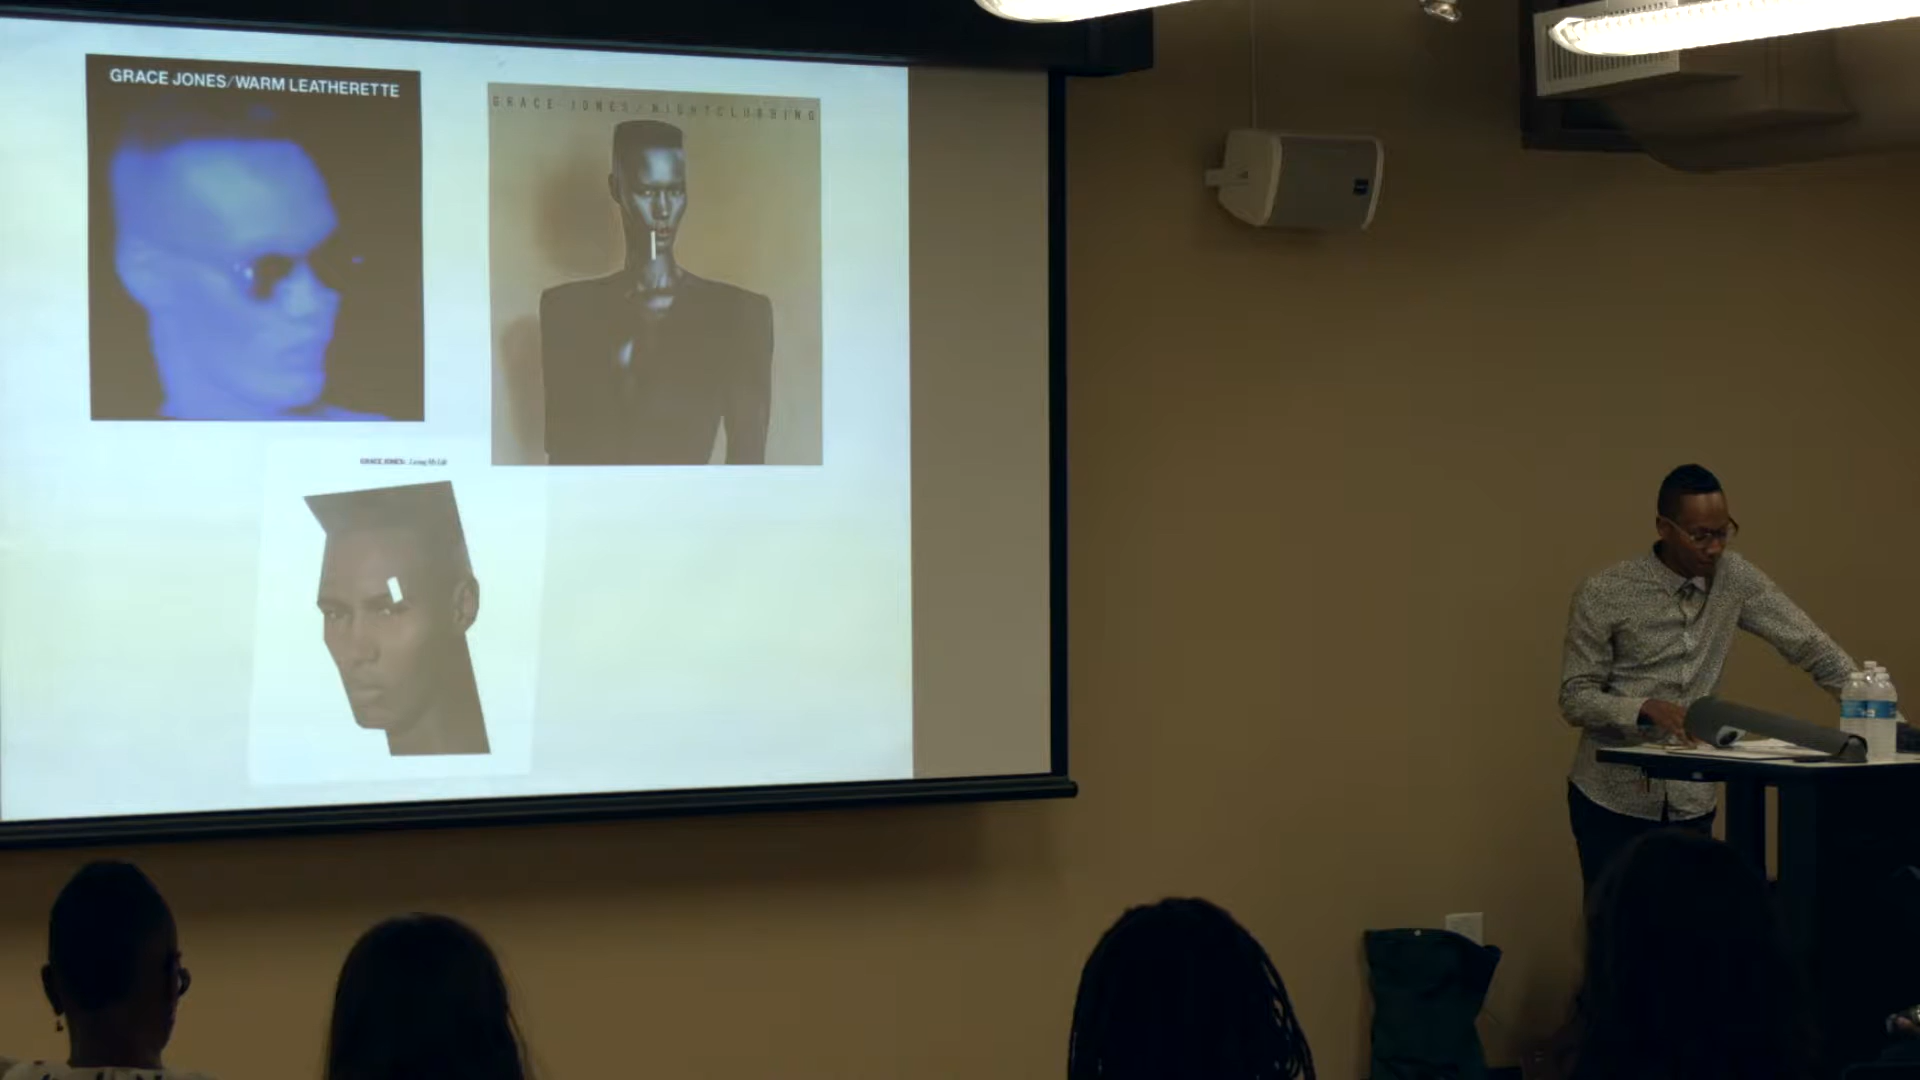 GRACE JONES/WARM LEATHERETTE
GRACE JONES/NIGHTCLUBBING
GRACE JONES: Living My Life